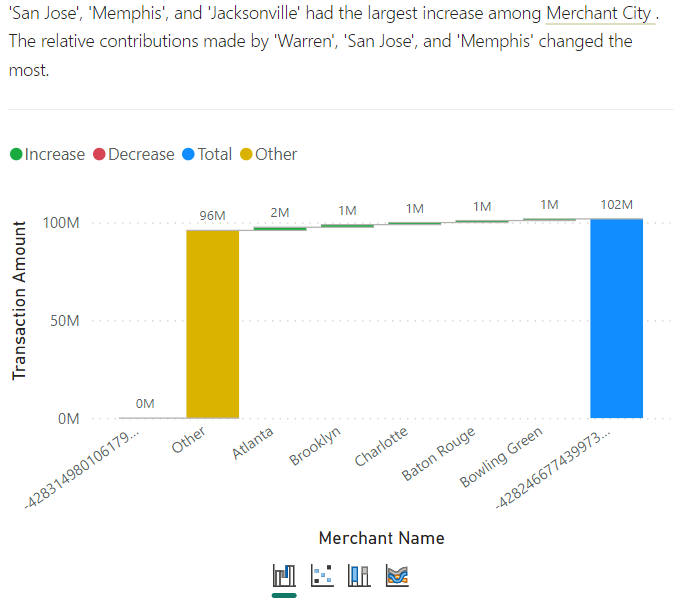 'San Jose', 'Memphis', and 'Jacksonville' had the largest increase among Merchant City .
The relative contributions made by 'Warren', 'San Jose', and 'Memphis' changed the
most.
Increase Decrease Total Other
Transaction Amount
100M
50M
0M
0M
96M
2M
1M
1M
1M
1M
102M
-428314980106179...
Other
Atlanta
Brooklyn
Charlotte
Baton Rouge
Bowling Green
-428246677439973...
Merchant Name